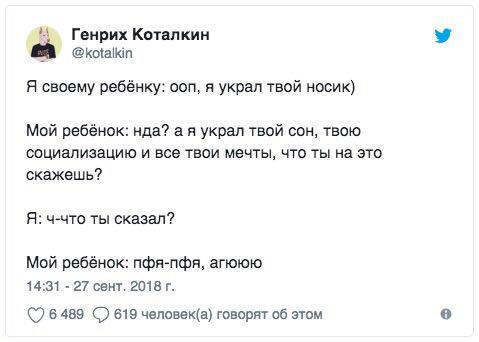 Генрих Коталкин
@kotalkin
Я своему ребёнку: ооп, я украл твой носик)
Мой ребёнок: нда? а я украл твой сон, твою
социализацию и все твои мечты, что ты на это
скажешь?
Я: ч-что ты сказал?
Мой ребёнок: пфя-пфя, агююю
14:31 - 27 сент. 2018 г.
6 489 619 человек(а) говорят об этом